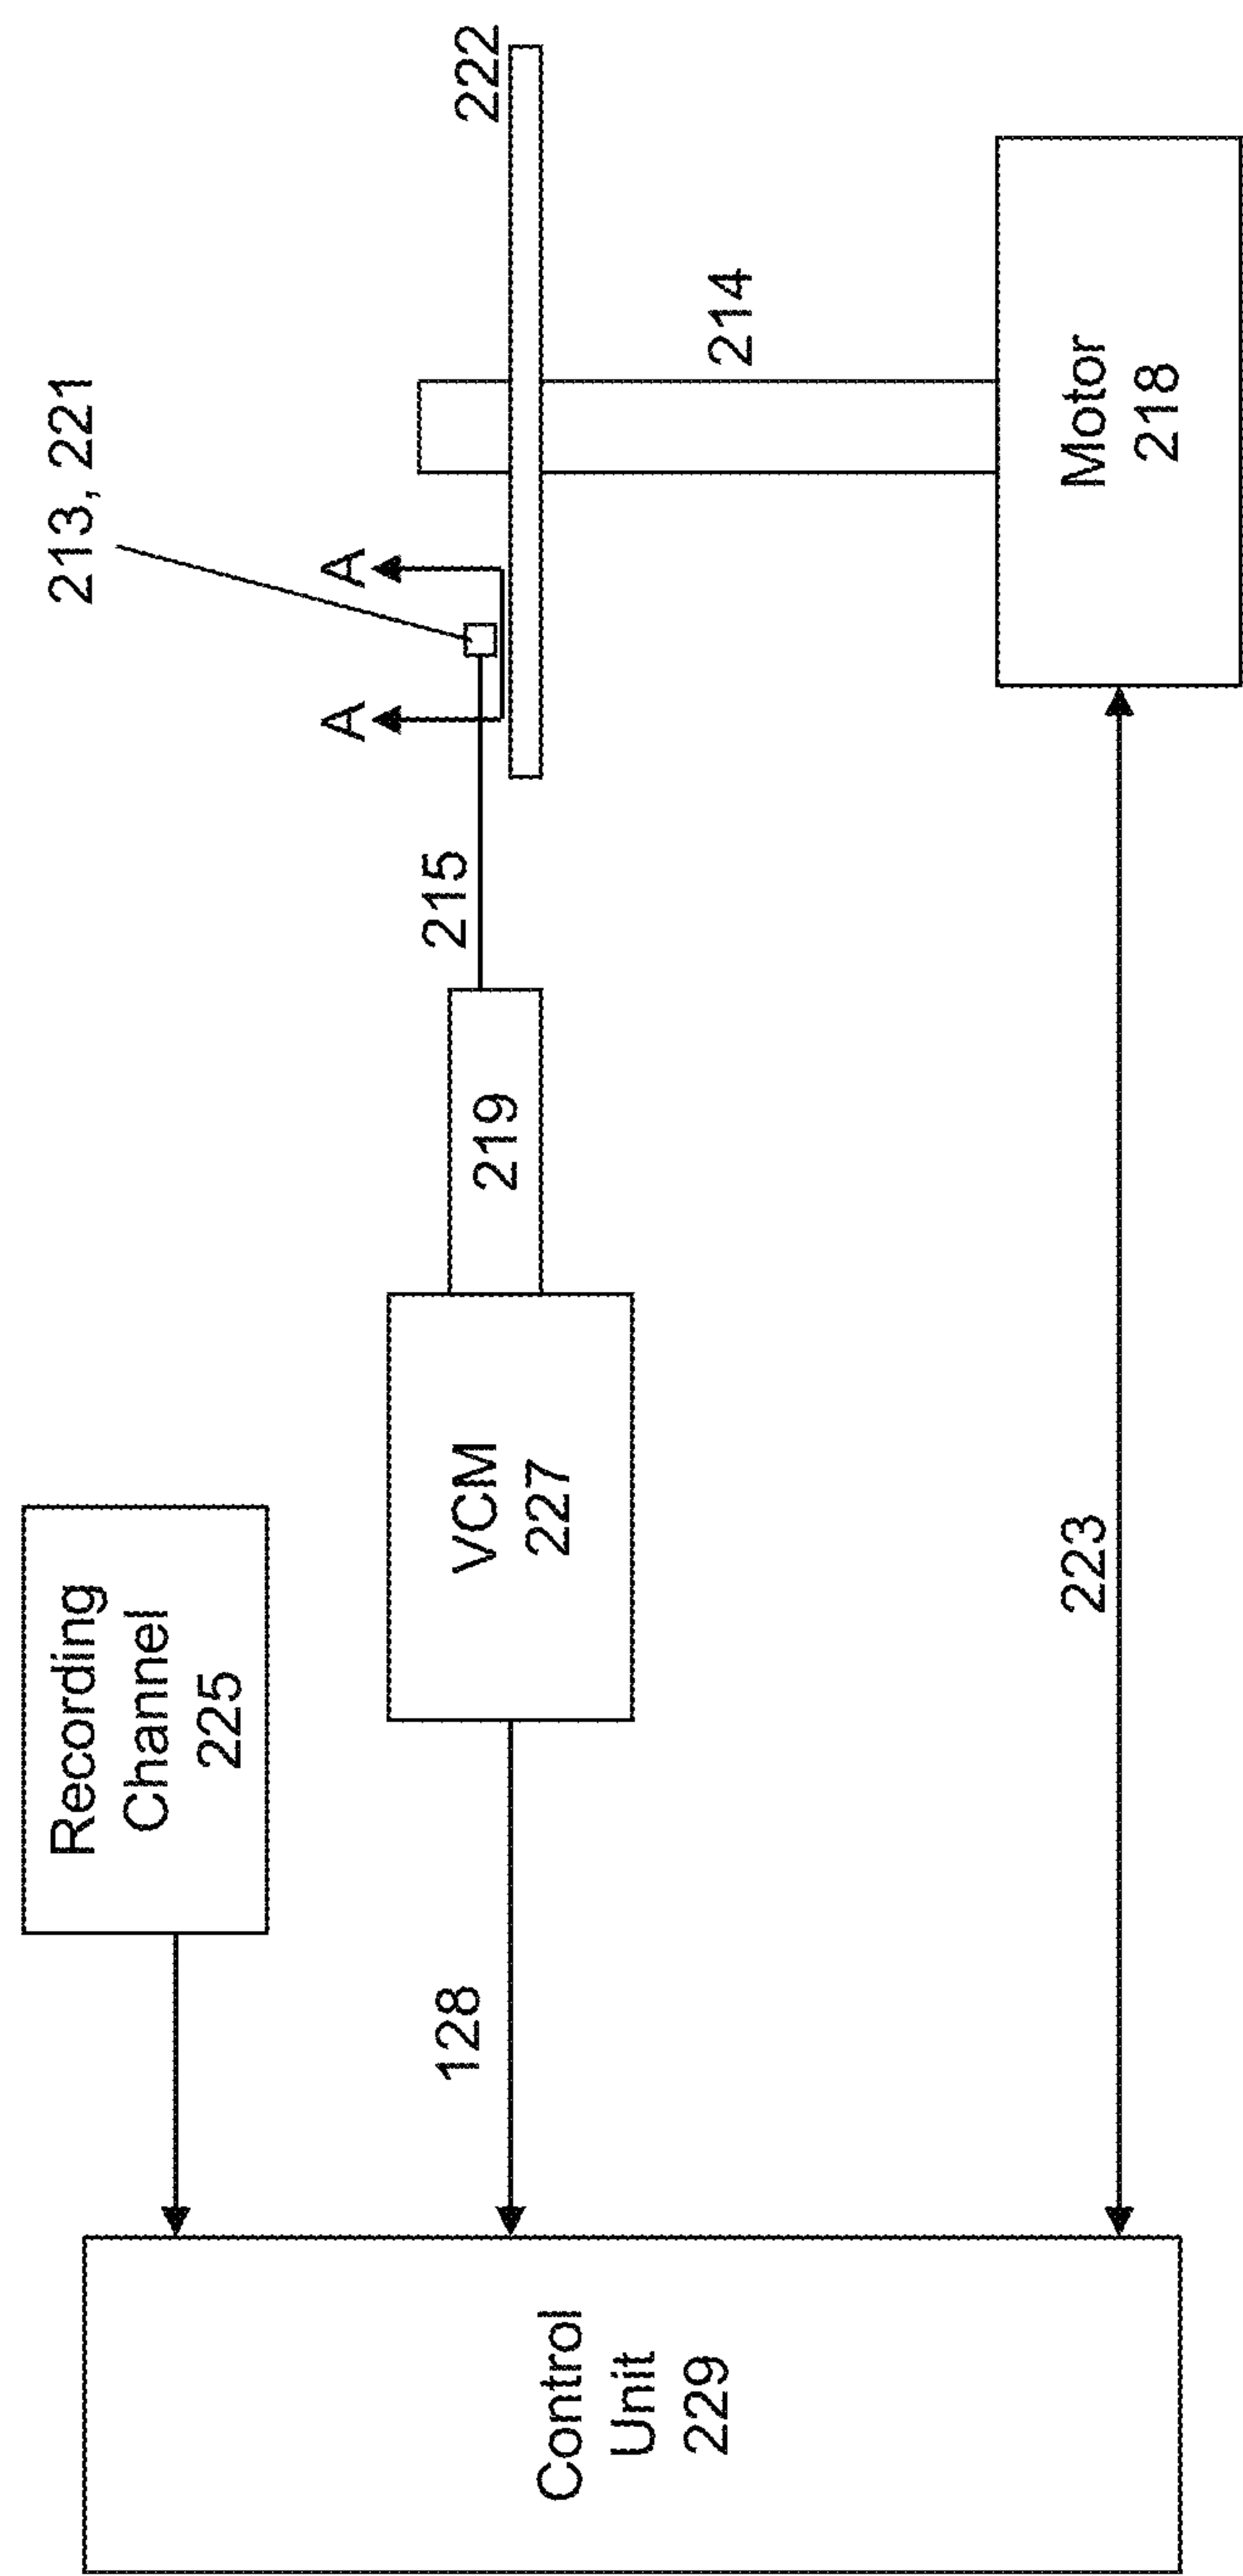 213, 221
222
A
A
215
214
219
Recording
Channel
225
VCM
227
128
Control
Unit
229
223
Motor
218